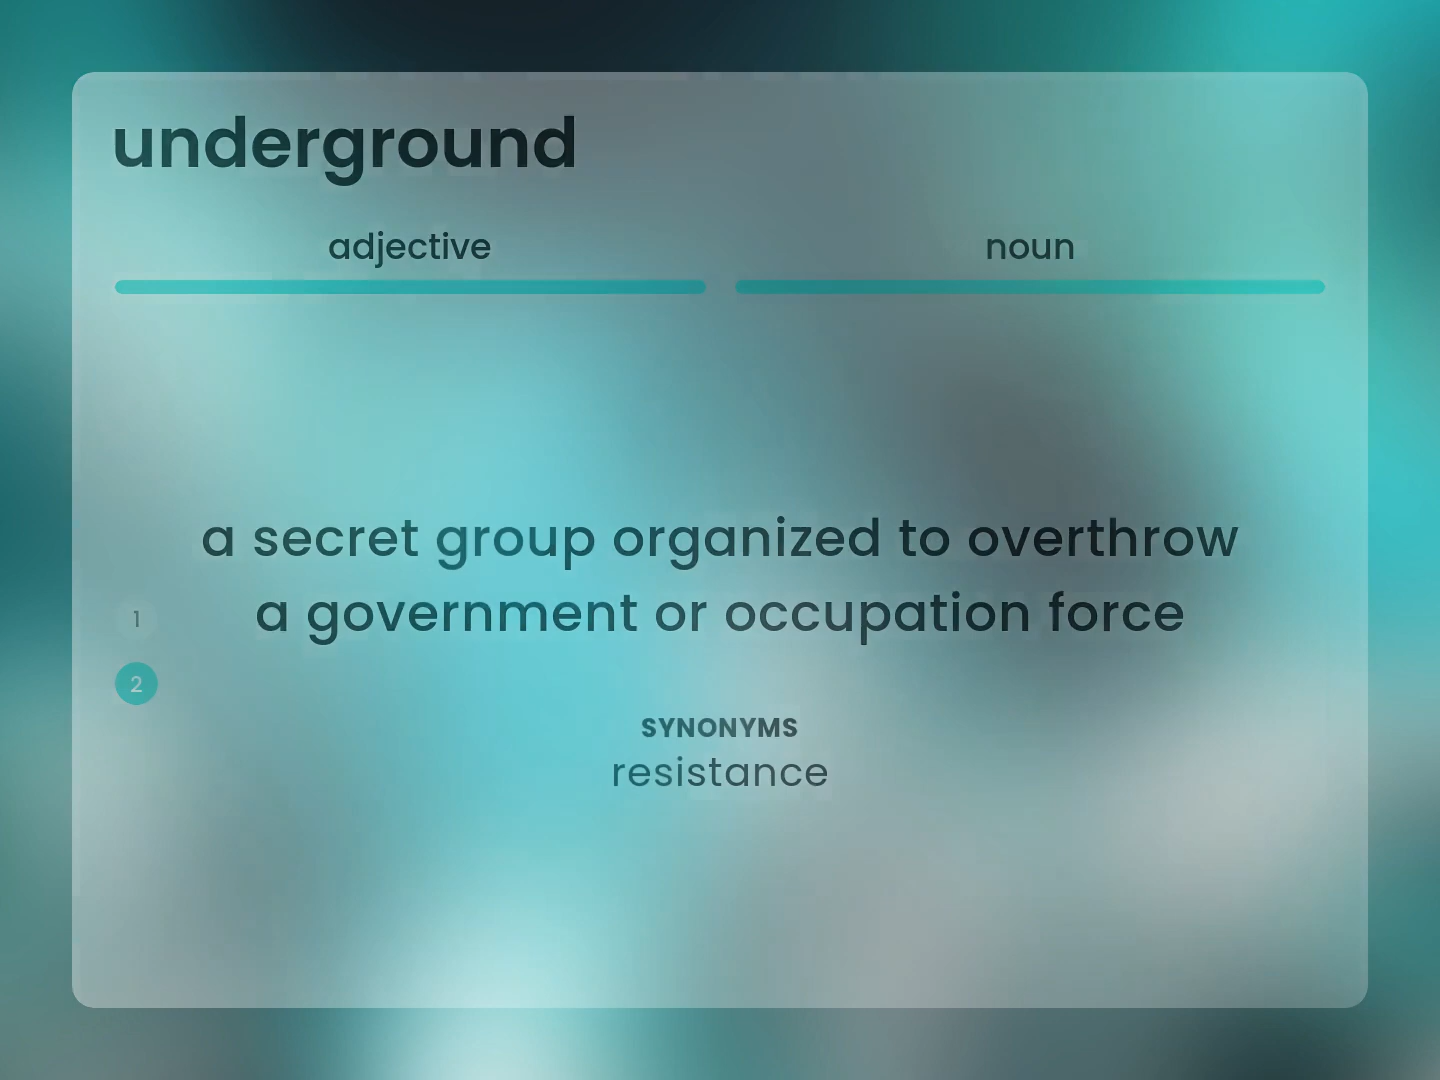 underground
adjective
noun
a secret group organized to overthrow
a government or occupation force
1
2
SYNONYMS
resistance